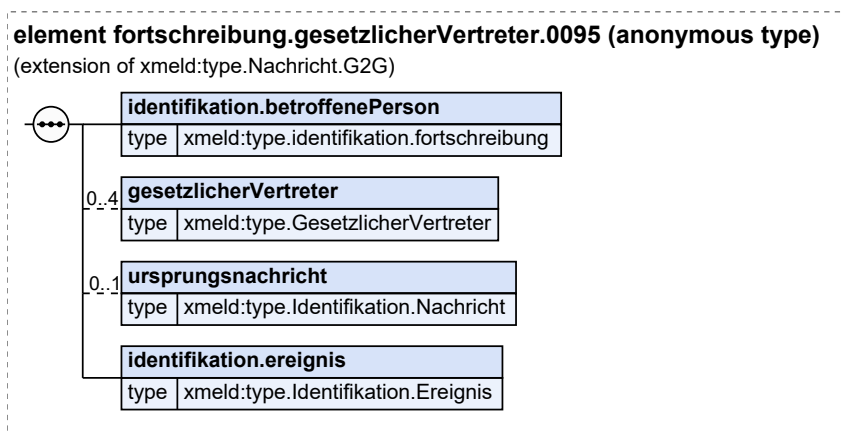 element fortschreibung.gesetzlicherVertreter.0095 (anonymous type)
(extension of xmeld:type.Nachricht.G2G)
identifikation.betroffenePerson
type xmeld:type.identifikation.fortschreibung
0..4 gesetzlicherVertreter
type xmeld:type.GesetzlicherVertreter
0..1 ursprungsnachricht
type xmeld:type.Identifikation.Nachricht
identifikation.ereignis
type xmeld:type.Identifikation.Ereignis